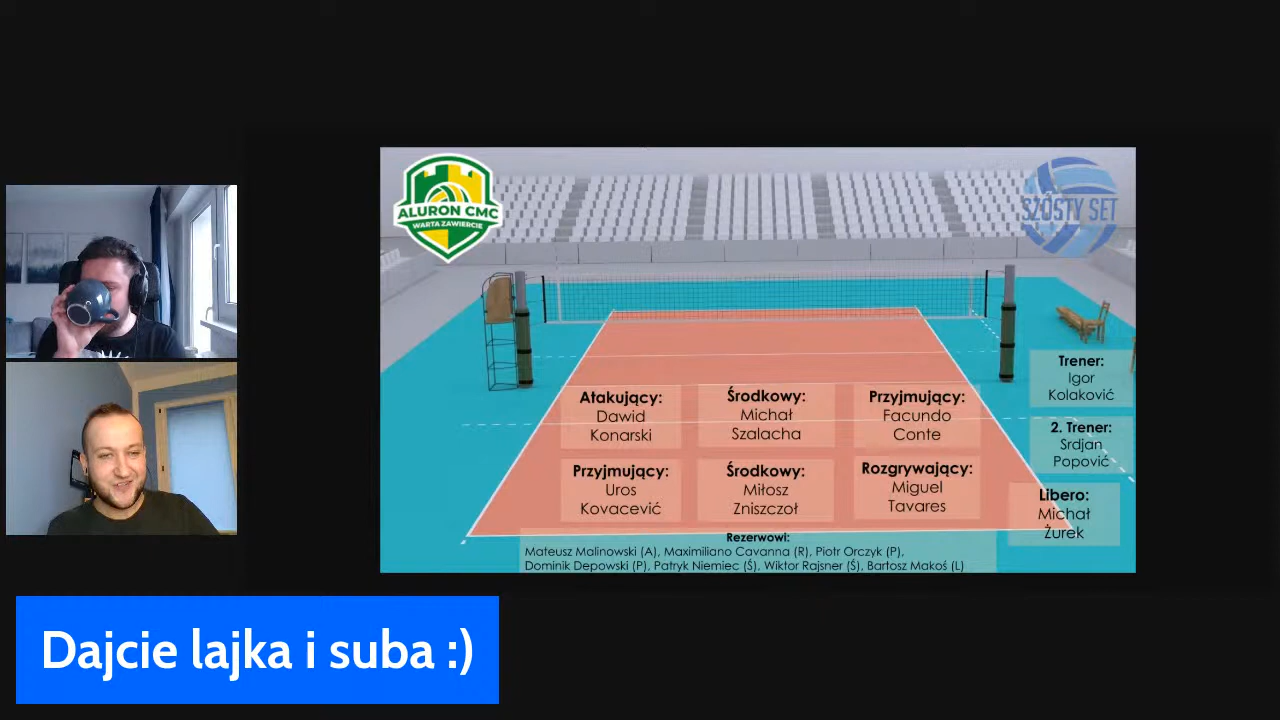 ALURON CMC
WARTA ZAWIERCIE
SZÓSTY SET
Atakujący:
Dawid
Konarski
Środkowy:
Michał
Szalacha
Przyjmujący:
Facundo
Conte
Trener:
Igor
Kolaković
2. Trener:
Srdjan
Popović
Przyjmujący:
Uros
Kovacević
Środkowy:
Miłosz
Zniszczoł
Rozgrywający:
Miguel
Tavares
Libero:
Michał
Żurek
Rezerwowi:
Mateusz Malinowski (A), Maximiliano Cavanna (R), Piotr Orczyk (P),
Dominik Depowski (P), Patryk Niemiec (Ś), Wiktor Rajsner (Ś), Bartosz Makoś (L)
Dajcie lajka i suba :)